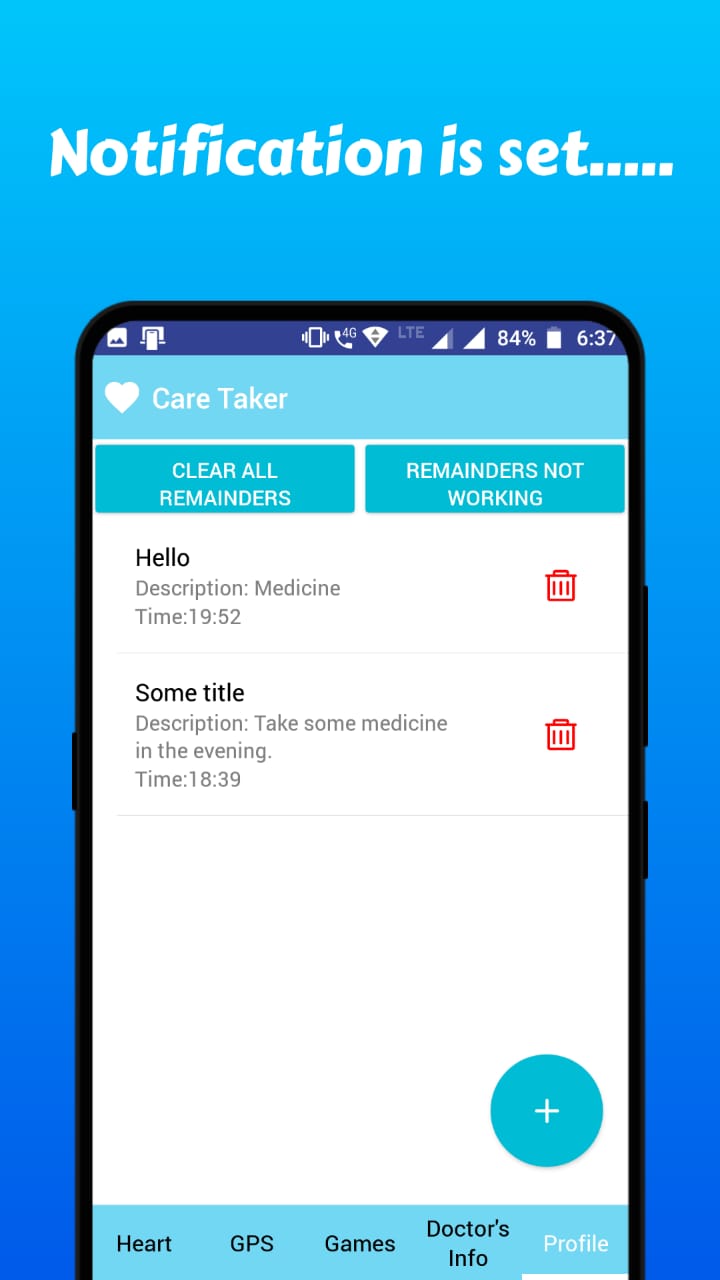 Notification is set.....
4G LTE 84% 6:37
Care Taker
CLEAR ALL
REMAINDERS
REMAINDERS NOT
WORKING
Hello
Description: Medicine
Time:19:52
Some title
Description: Take some medicine
in the evening.
Time:18:39
+
Heart
GPS
Games
Doctor's
Info
Profile